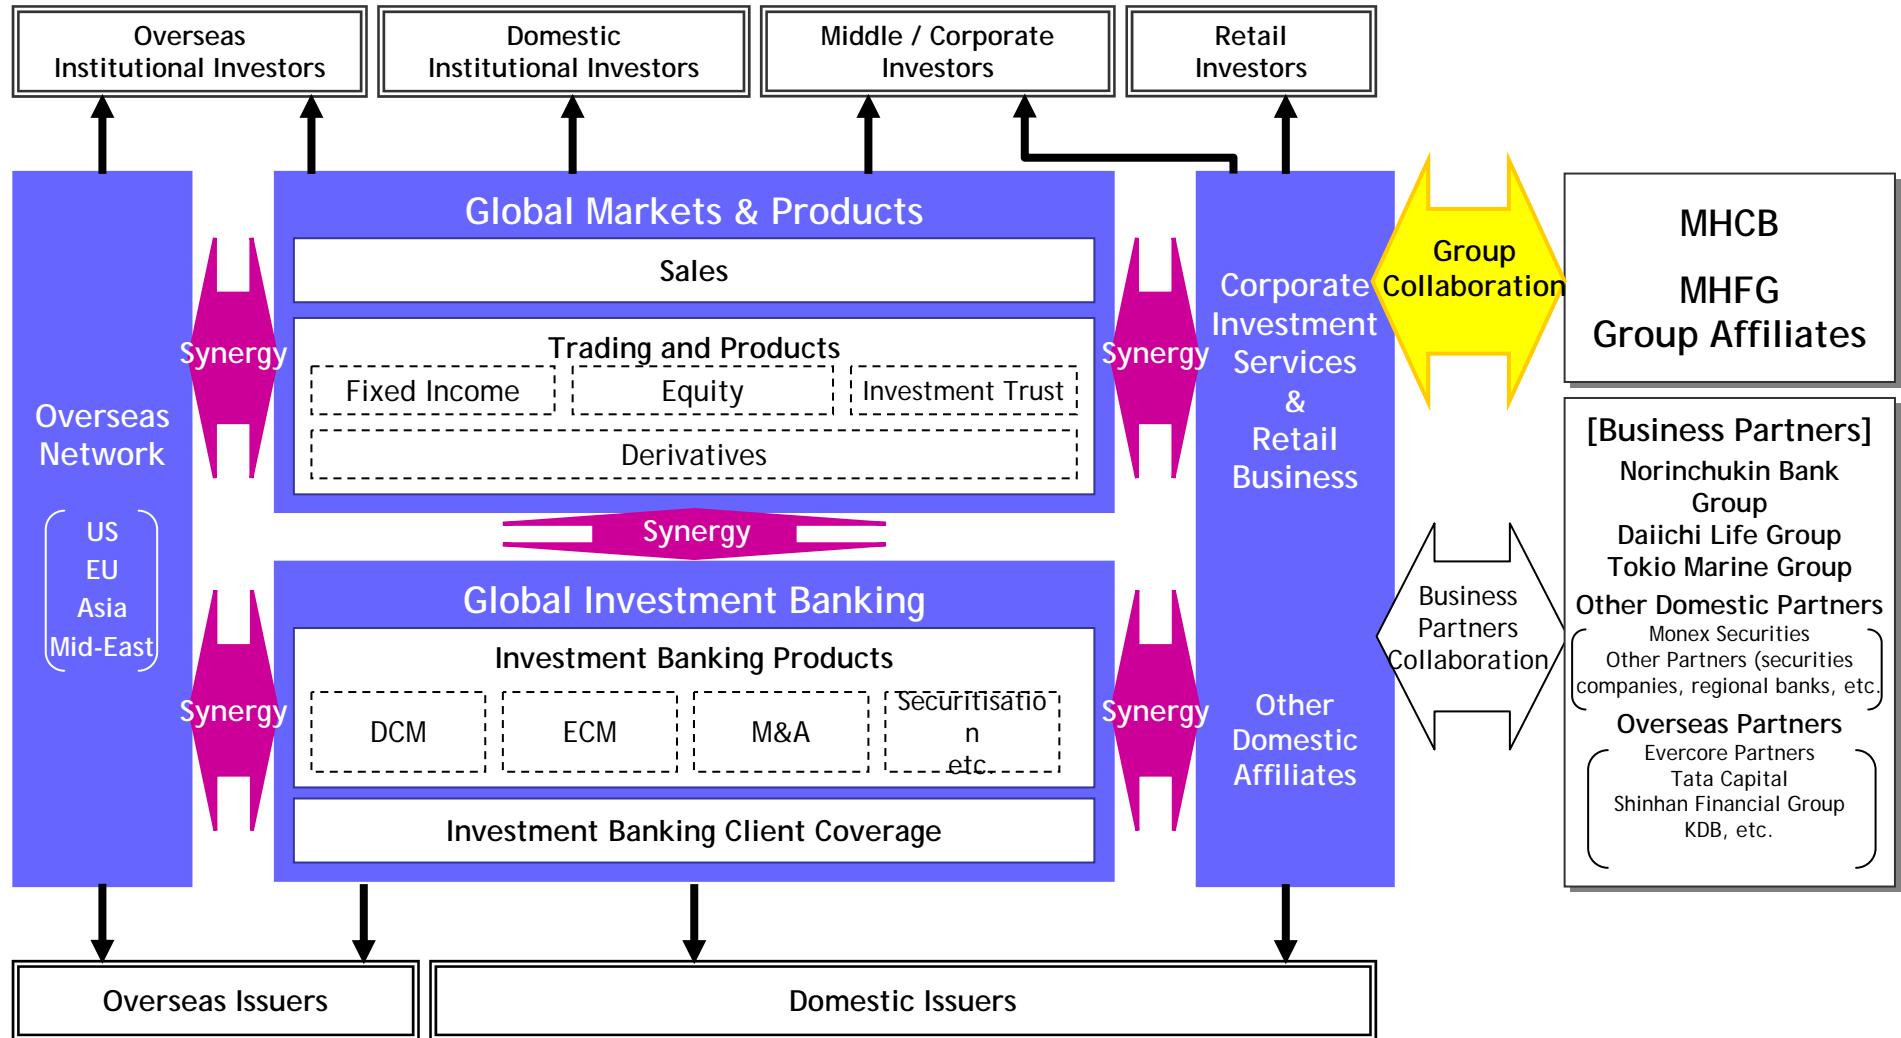 Overseas
Institutional Investors
Domestic
Institutional Investors
Middle / Corporate
Investors
Retail
Investors
Overseas
Network
US
EU
Asia
Mid-East
Synergy
Synergy
Global Markets & Products
Sales
Trading and Products
Fixed Income
Equity
Investment Trust
Derivatives
Synergy
Global Investment Banking
Investment Banking Products
DCM
ECM
M&A
Securitisatio
n
etc.
Investment Banking Client Coverage
Synergy
Synergy
Corporate
Investment
Services
&
Retail
Business
Other
Domestic
Affiliates
Group
Collaboration
Business
Partners
Collaboration
MHCB
MHFG
Group Affiliates
[Business Partners]
Norinchukin Bank
Group
Daiichi Life Group
Tokio Marine Group
Other Domestic Partners
Monex Securities
Other Partners (securities
companies, regional banks, etc.
Overseas Partners
Evercore Partners
Tata Capital
Shinhan Financial Group
KDB, etc.
Overseas Issuers
Domestic Issuers